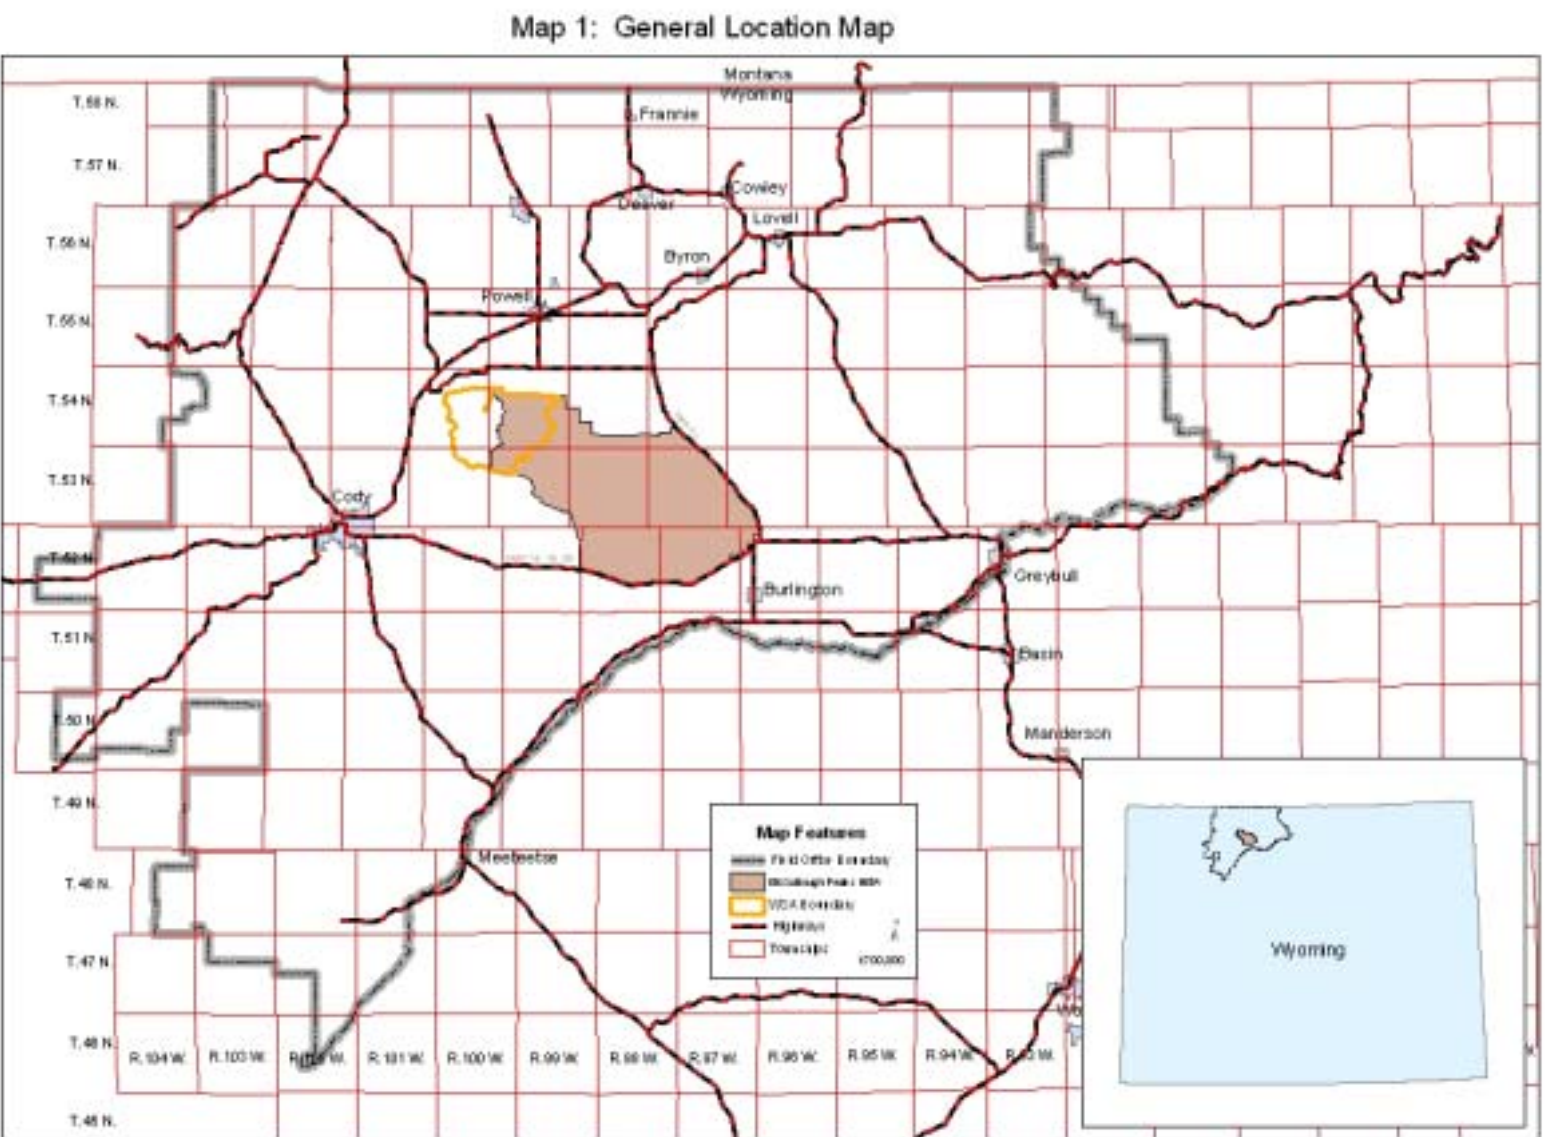 Map 1: General Location Map
Montana
Wyoming
T.58 N.
Frannie
T.57 N.
Cowley
Deaver
Lovell
T.56 N.
Byron
Powell
T.55 N.
T.54 N.
T.53 N.
Cody
T.52 N.
Greybull
Burlington
T.51 N.
Basin
T.50 N.
Manderson
T.49 N.
Map Features
Meeteetse
Field Office Boundary
T.48 N.
WSA Boundary
Highways
Wyoming
Townships
T.47 N.
T.46 N.
R.104 W. R.103 W. R.101 W. R.100 W. R.99 W. R.98 W. R.97 W. R.96 W. R.95 W. R.94 W.
T.45 N.